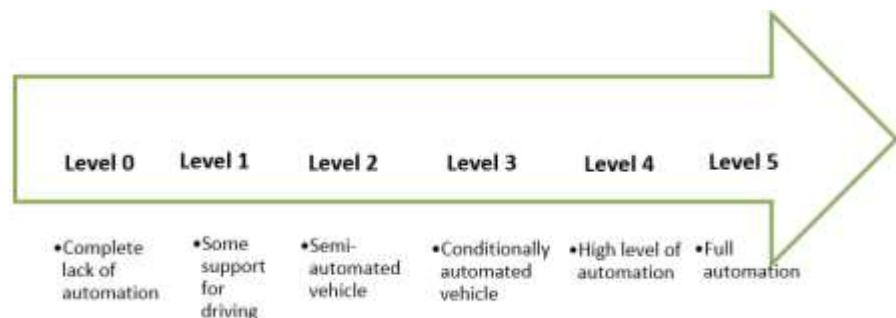 Level 0 Level 1 Level 2 Level 3 Level 4 Level 5
•Complete
lack of
automation
•Some
support
for
driving
•Semi-
automated
vehicle
•Conditionally
automated
vehicle
•High level of
automation
•Full
automation